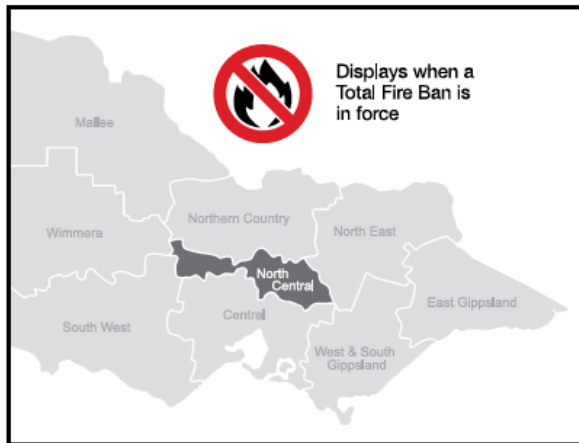 Displays when a
Total Fire Ban is
in force
Mallee
Wimmera
Northern Country
North East
North
Central
East Gippsland
South West
Central
West & South
Gippsland